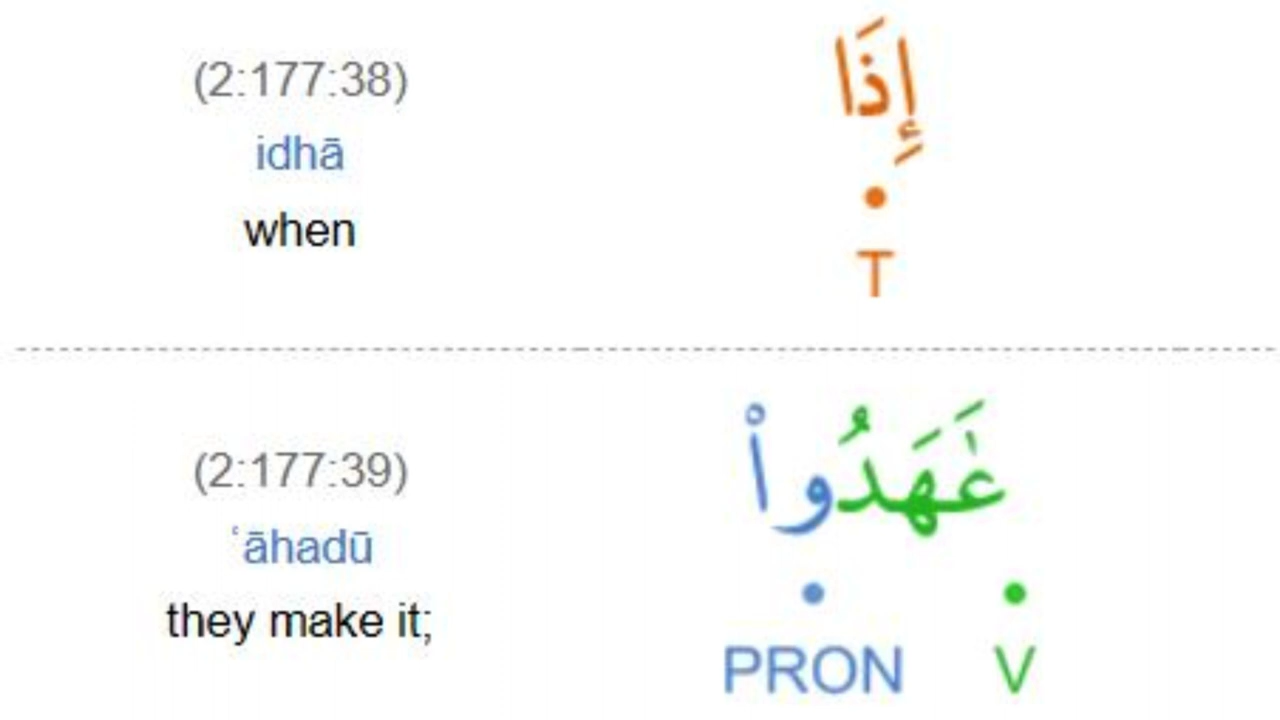 (2:177:38)
idhā
when
إِذَا
T
(2:177:39)
ʿāhadū
they make it;
عَٰهَدُوا۟
PRON V